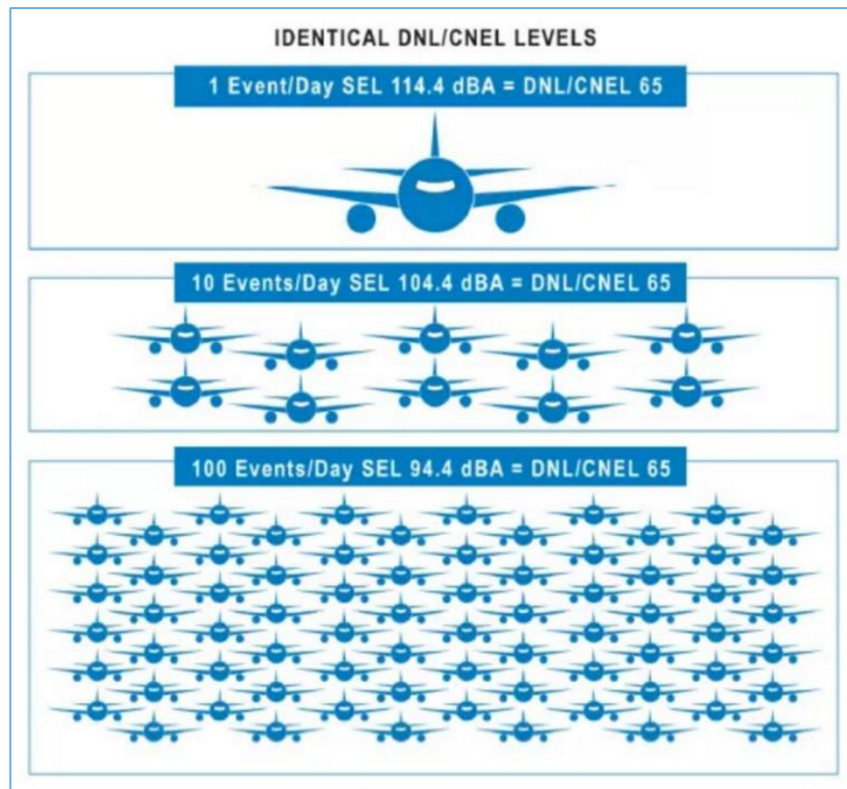 IDENTICAL DNL/CNEL LEVELS
1 Event/Day SEL 114.4 dBA = DNL/CNEL 65
10 Events/Day SEL 104.4 dBA = DNL/CNEL 65
100 Events/Day SEL 94.4 dBA = DNL/CNEL 65